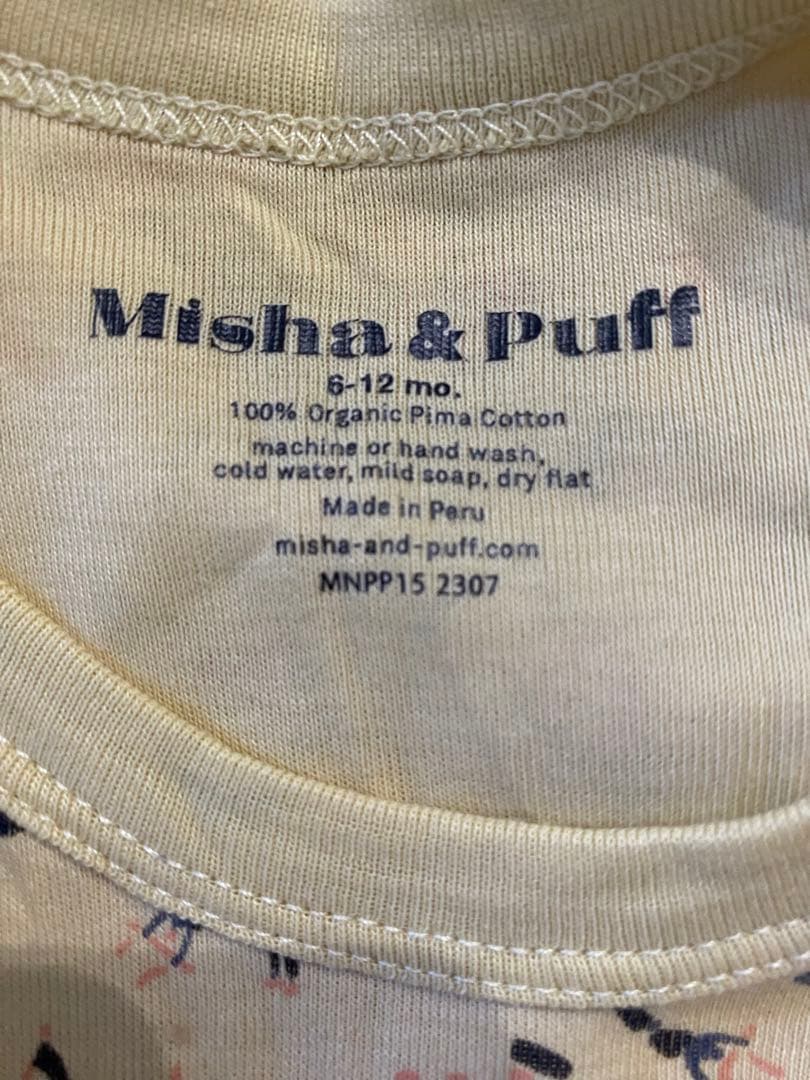 Misha & Puff
6-12 mo.
100% Organic Pima Cotton
machine or hand wash,
cold water, mild soap, dry flat
Made in Peru
misha-and-puff.com
MNPP15 2307